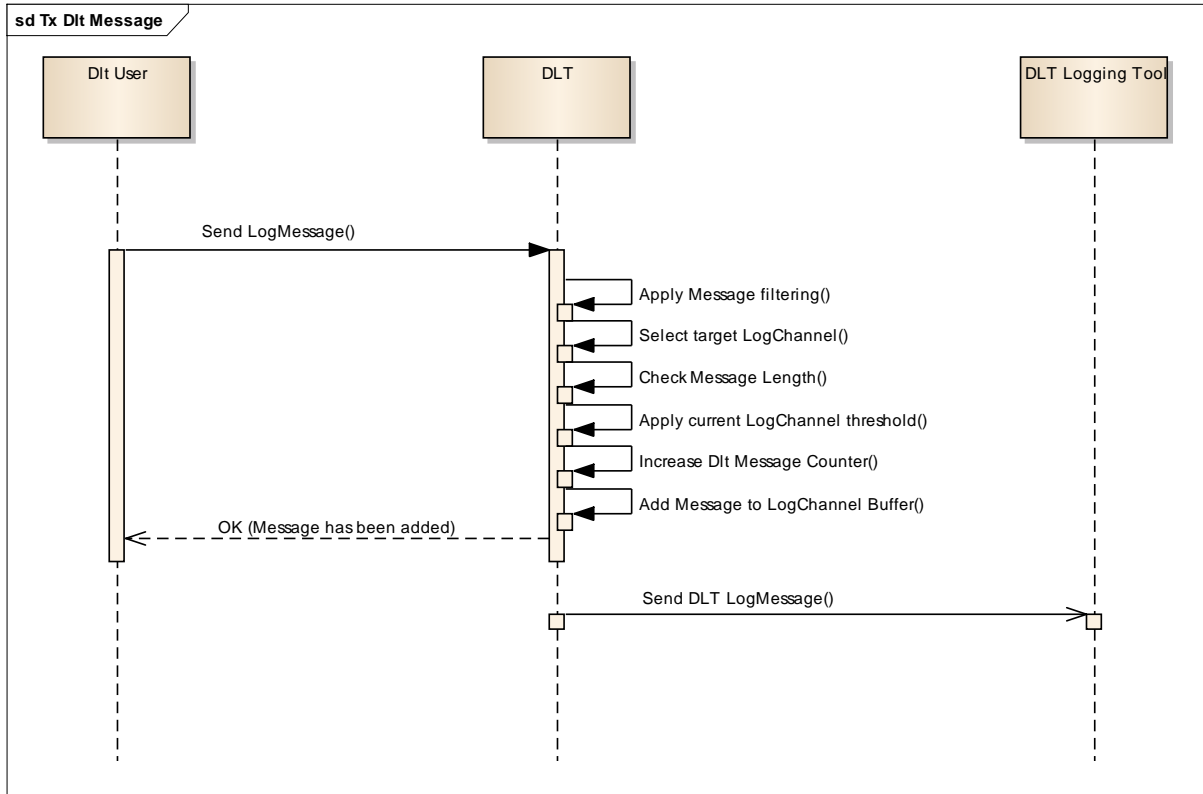 sd Tx Dlt Message
Dlt User
DLT
DLT Logging Tool
Send LogMessage()
Apply Message filtering()
Select target LogChannel()
Check Message Length()
Apply current LogChannel threshold()
Increase Dlt Message Counter()
Add Message to LogChannel Buffer()
OK (Message has been added)
Send DLT LogMessage()